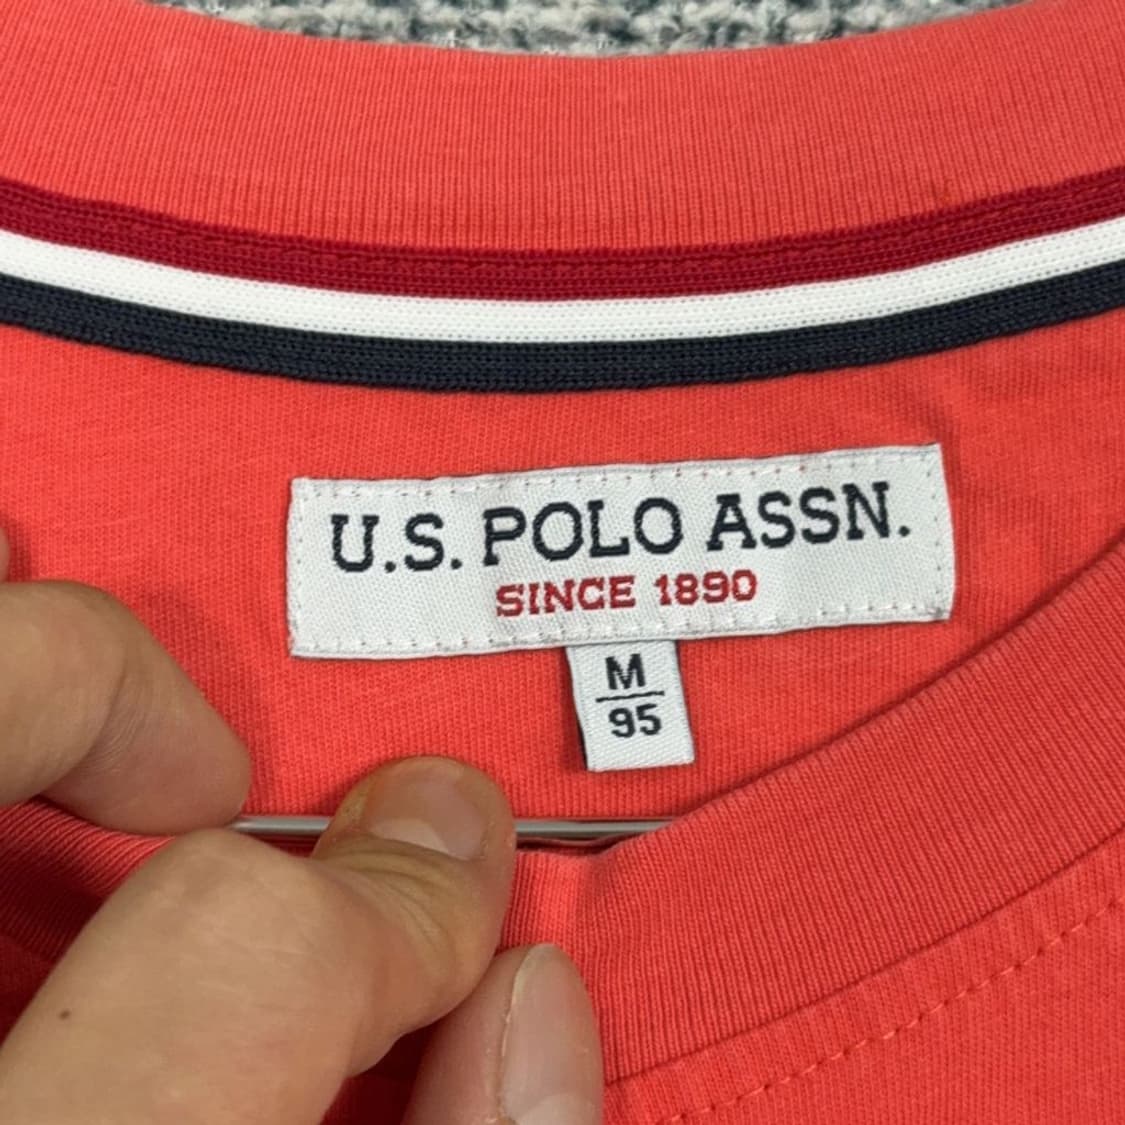 U.S. POLO ASSN.
SINCE 1890
M
95